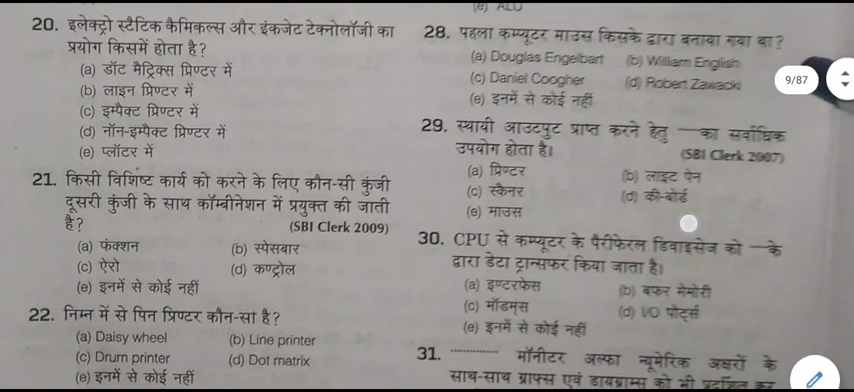 20. इलेक्ट्रो स्टैटिक कैमिकल्स और इंकजेट टेक्नोलॉजी का
प्रयोग किसमें होता है?
(a) डॉट मैट्रिक्स प्रिण्टर में
(b) लाइन प्रिण्टर में
(c) इम्पैक्ट प्रिण्टर में
(d) नॉन-इम्पैक्ट प्रिण्टर में
(e) प्लॉटर में
21. किसी विशिष्ट कार्य को करने के लिए कौन-सी कुंजी
दूसरी कुंजी के साथ कॉम्बीनेशन में प्रयुक्त की जाती
है? (SBI Clerk 2009)
(a) फंक्शन (b) स्पेसबार
(c) ऐरो (d) कण्ट्रोल
(e) इनमें से कोई नहीं
22. निम्न में से पिन प्रिण्टर कौन-सा है?
(a) Daisy wheel (b) Line printer
(c) Drum printer (d) Dot matrix
(e) इनमें से कोई नहीं
(e) ALU
28. पहला कम्प्यूटर माउस किसके द्वारा बनाया गया था?
(a) Douglas Engelbart (b) William English
(c) Daniel Coogher (d) Robert Zawacki
(e) इनमें से कोई नहीं
29. स्थायी आउटपुट प्राप्त करने हेतु —का सर्वाधिक
उपयोग होता है। (SBI Clerk 2007)
(a) प्रिण्टर (b) लाइट पेन
(c) स्कैनर (d) की-बोर्ड
(e) माउस
30. CPU से कम्प्यूटर के पैरीफेरल डिवाइसेज को —के
द्वारा डेटा ट्रान्सफर किया जाता है।
(a) इण्टरफेस (b) बफर मेमोरी
(c) मॉडम्स (d) I/O पोर्ट्स
(e) इनमें से कोई नहीं
31. ............ मॉनीटर अल्फा न्यूमेरिक अक्षरों के
साथ-साथ ग्राफ्स एवं डायग्राम्स को भी प्रदर्शित कर
9/87